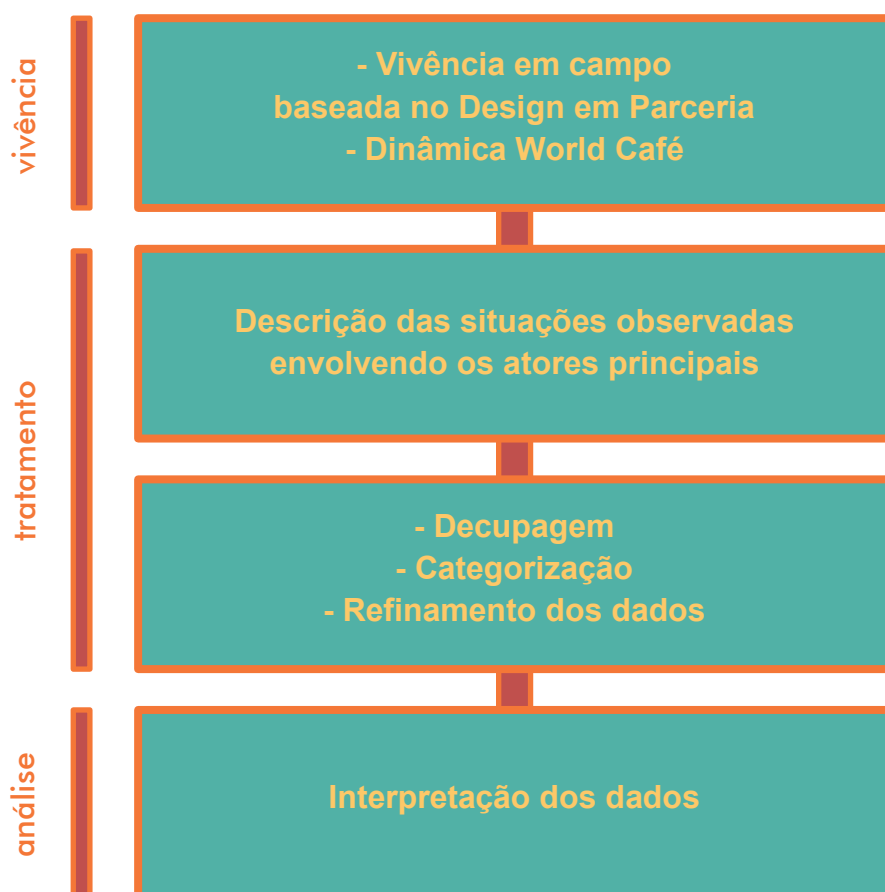 vivência
- Vivência em campo
baseada no Design em Parceria
- Dinâmica World Café
tratamento
Descrição das situações observadas
envolvendo os atores principais
- Decupagem
- Categorização
- Refinamento dos dados
análise
Interpretação dos dados